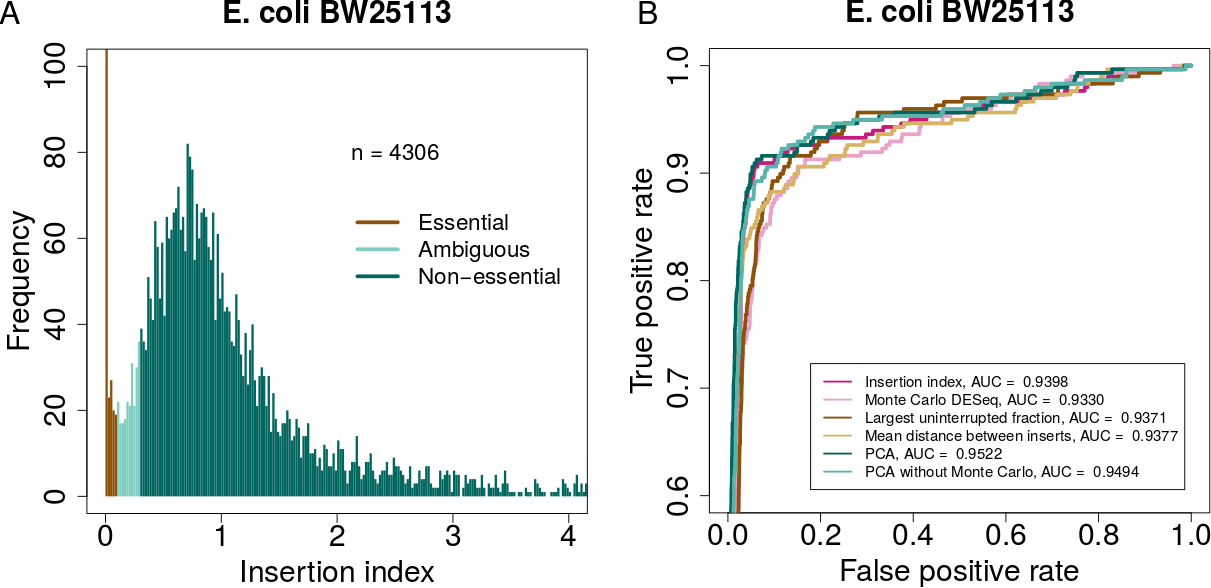 A
E. coli BW25113
Frequency
100
80
60
40
20
0
n = 4306
Essential
Ambiguous
Non−essential
0 1 2 3 4
Insertion index
B
E. coli BW25113
True positive rate
1.0
0.9
0.8
0.7
0.6
Insertion index, AUC = 0.9398
Monte Carlo DESeq, AUC = 0.9330
Largest uninterrupted fraction, AUC = 0.9371
Mean distance between inserts, AUC = 0.9377
PCA, AUC = 0.9522
PCA without Monte Carlo, AUC = 0.9494
0.0 0.2 0.4 0.6 0.8 1.0
False positive rate